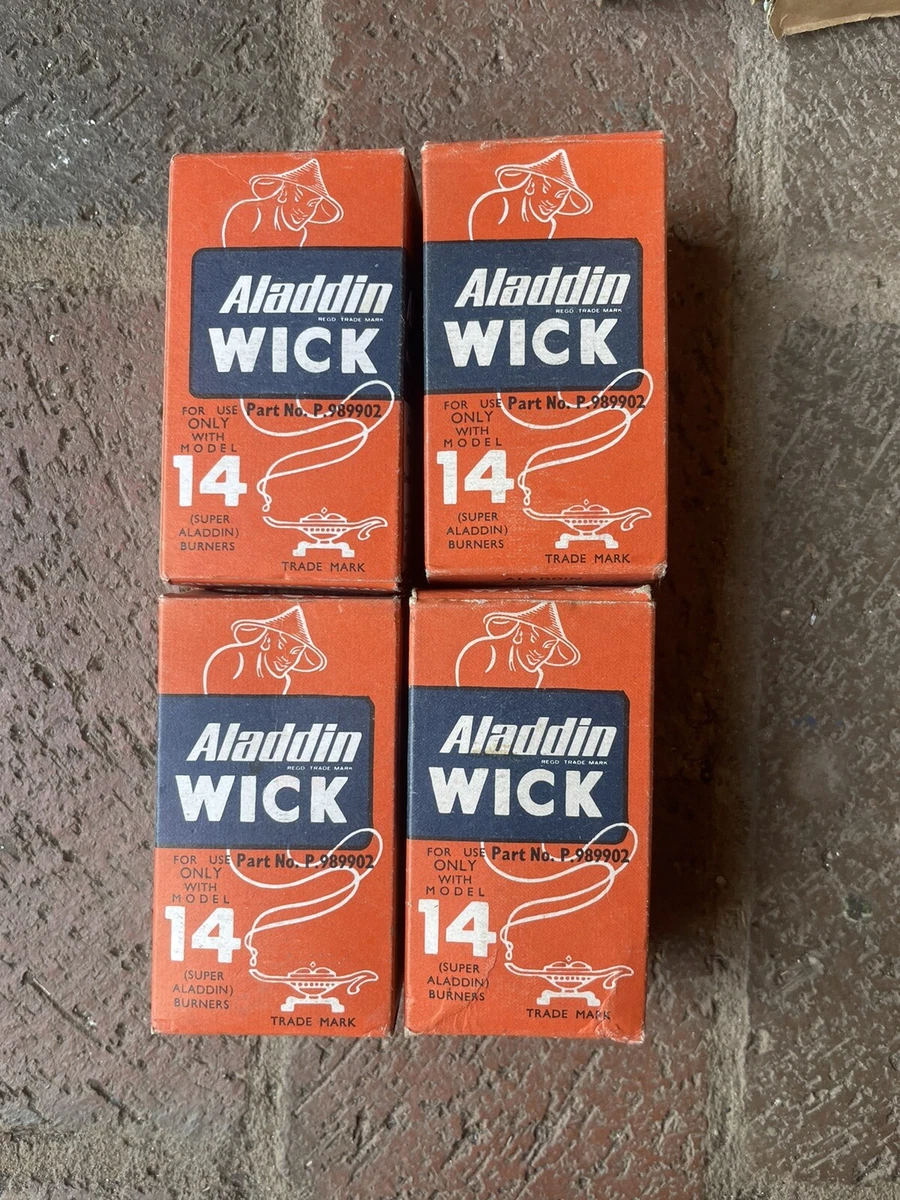 Aladdin
REGD TRADE MARK
WICK
FOR USE Part No. P.989902
ONLY
WITH
MODEL
14
(SUPER
ALADDIN)
BURNERS
TRADE MARK
Aladdin
REGD TRADE MARK
WICK
FOR USE Part No. P.989902
ONLY
WITH
MODEL
14
(SUPER
ALADDIN)
BURNERS
TRADE MARK
ALADDIN
Aladdin
REGD TRADE MARK
WICK
FOR USE Part No. P.989902
ONLY
WITH
MODEL
14
(SUPER
ALADDIN)
BURNERS
TRADE MARK
Aladdin
REGD TRADE MARK
WICK
FOR USE Part No. P.989902
ONLY
WITH
MODEL
14
(SUPER
ALADDIN)
BURNERS
TRADE MARK